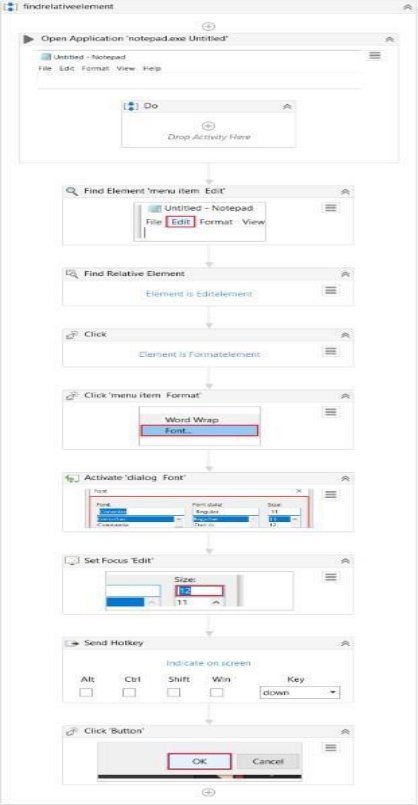 findrelativeelement
Open Application 'notepad.exe Untitled'
Untitled - Notepad
File Edit Format View Help
Do
Drop Activity Here
Find Element 'menu item Edit'
Untitled - Notepad
File Edit Format View
Find Relative Element
Element is Editelement
Click
Element is Formatelement
Click 'menu item Format'
Word Wrap
Font...
Activate 'dialog Font'
Font
Font: Font style: Size:
Regular 11
Regular 11
12
Set Focus 'Edit'
Size:
12
11
Send Hotkey
Indicate on screen
Alt Ctrl Shift Win Key
down
Click 'Button'
OK Cancel